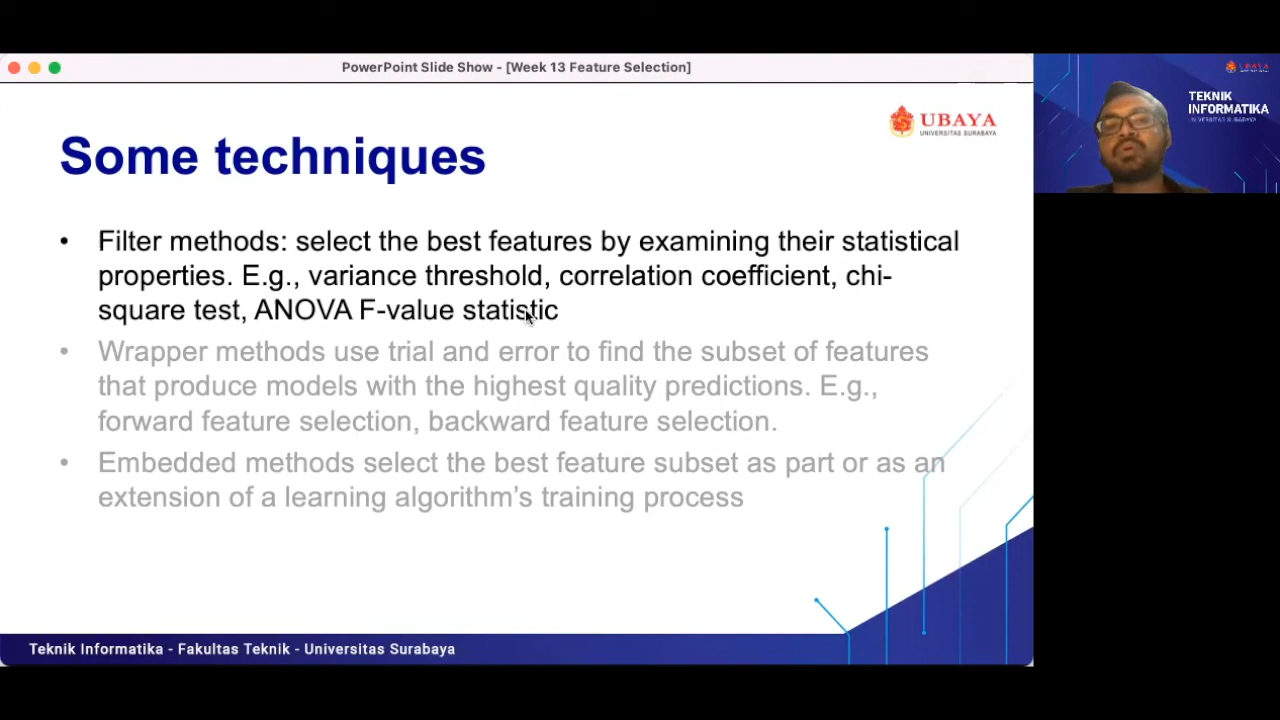 PowerPoint Slide Show - [Week 13 Feature Selection]
UBAYA
UNIVERSITAS SURABAYA
Some techniques
• Filter methods: select the best features by examining their statistical
properties. E.g., variance threshold, correlation coefficient, chi-
square test, ANOVA F-value statistic
• Wrapper methods use trial and error to find the subset of features
that produce models with the highest quality predictions. E.g.,
forward feature selection, backward feature selection.
• Embedded methods select the best feature subset as part or as an
extension of a learning algorithm’s training process
Teknik Informatika - Fakultas Teknik - Universitas Surabaya
UBAYA
TEKNIK
INFORMATIKA
UNIVERSITAS SURABAYA